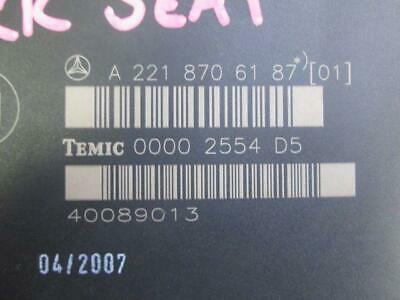 SEAT
A 221 870 61 87*)[01]
TEMIC 0000 2554 D5
40089013
04/2007